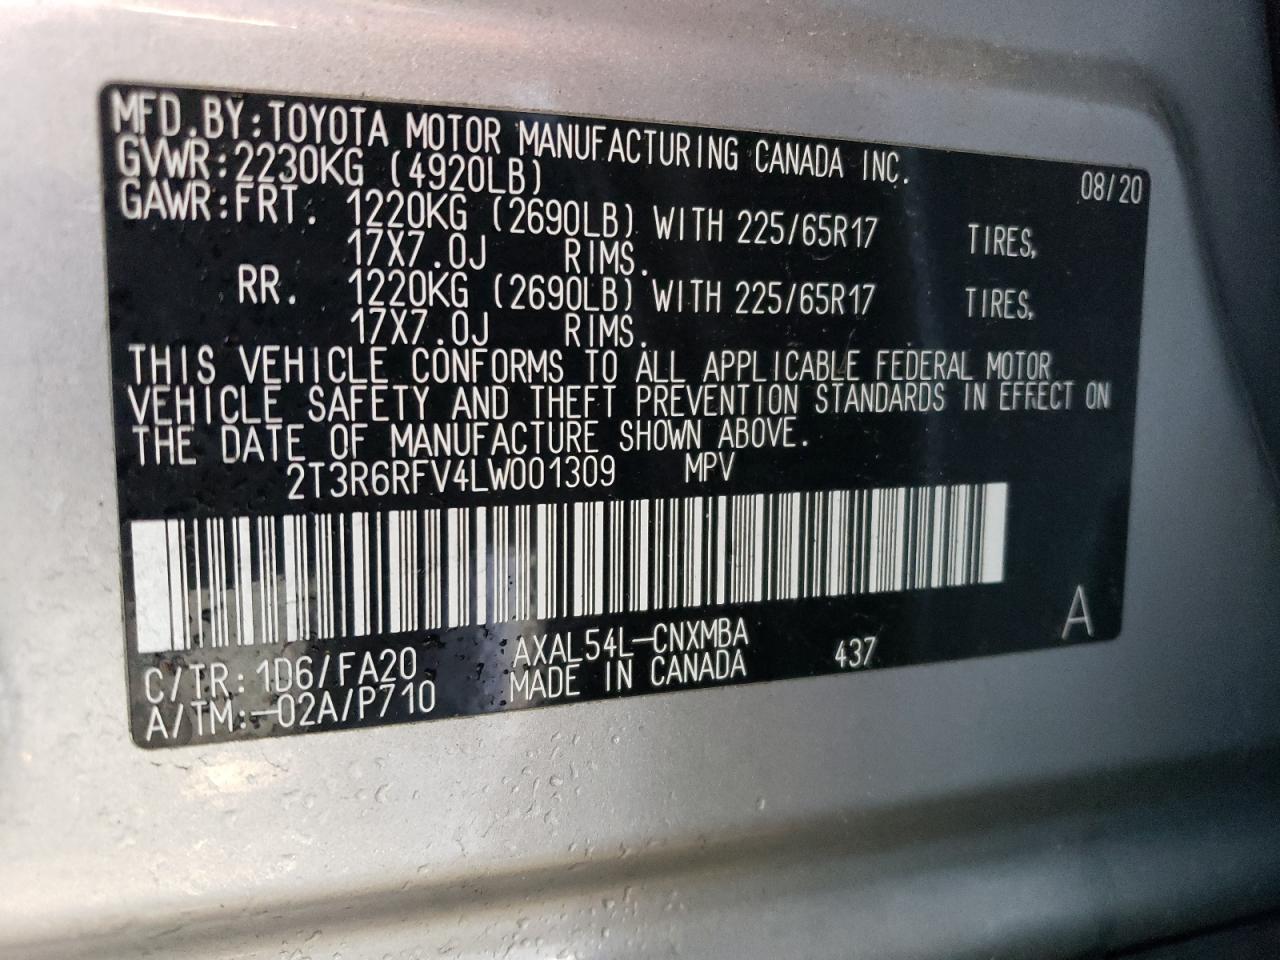 MFD.BY:TOYOTA MOTOR MANUFACTURING CANADA INC.
GVWR:2230KG (4920LB) 08/20
GAWR:FRT. 1220KG (2690LB) WITH 225/65R17 TIRES,
17X7.0J RIMS.
RR. 1220KG (2690LB) WITH 225/65R17 TIRES,
17X7.0J RIMS.
THIS VEHICLE CONFORMS TO ALL APPLICABLE FEDERAL MOTOR
VEHICLE SAFETY AND THEFT PREVENTION STANDARDS IN EFFECT ON
THE DATE OF MANUFACTURE SHOWN ABOVE.
2T3R6RFV4LW001309 MPV
C/TR:1D6/FA20 AXAL54L-CNXMBA 437 A
A/TM:-02A/P710 MADE IN CANADA